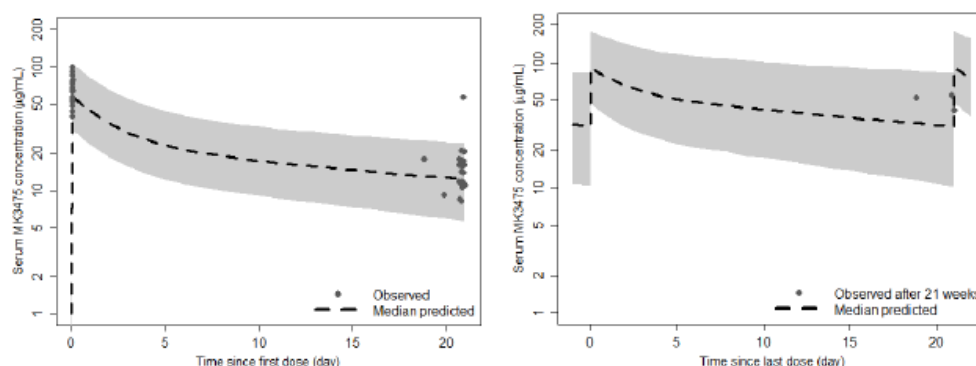 200
100
50
20
10
5
2
1
Serum MK3475 concentration (µg/mL)
Observed
Median predicted
0 5 10 15 20
Time since first dose (day)
200
100
50
20
10
5
2
1
Serum MK3475 concentration (µg/mL)
Observed after 21 weeks
Median predicted
0 5 10 15 20
Time since last dose (day)